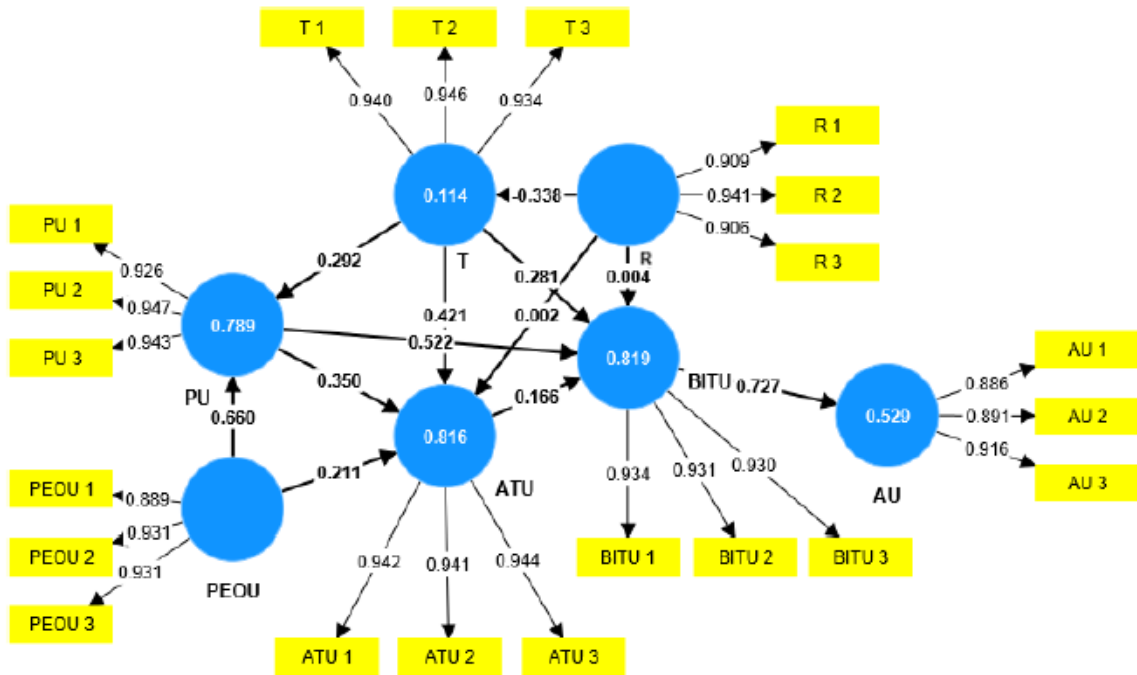 T 1 T 2 T 3
0.940 0.946 0.934
R 1
0.909
0.114 -0.338 0.941 R 2
0.906
R 3
PU 1
0.926
PU 2
0.947
0.943
PU 3
0.789
PU
0.292
T
R
0.281 0.004
0.421 0.002
0.522
0.350
0.819
BITU 0.727
0.166
0.816
ATU
0.660
0.211
AU 1
0.886
0.529 0.891 AU 2
0.916
AU 3
AU
PEOU 1
0.889
PEOU 2
0.931
0.931
PEOU 3
PEOU
0.934 0.931 0.930
BITU 1 BITU 2 BITU 3
0.942 0.941 0.944
ATU 1 ATU 2 ATU 3